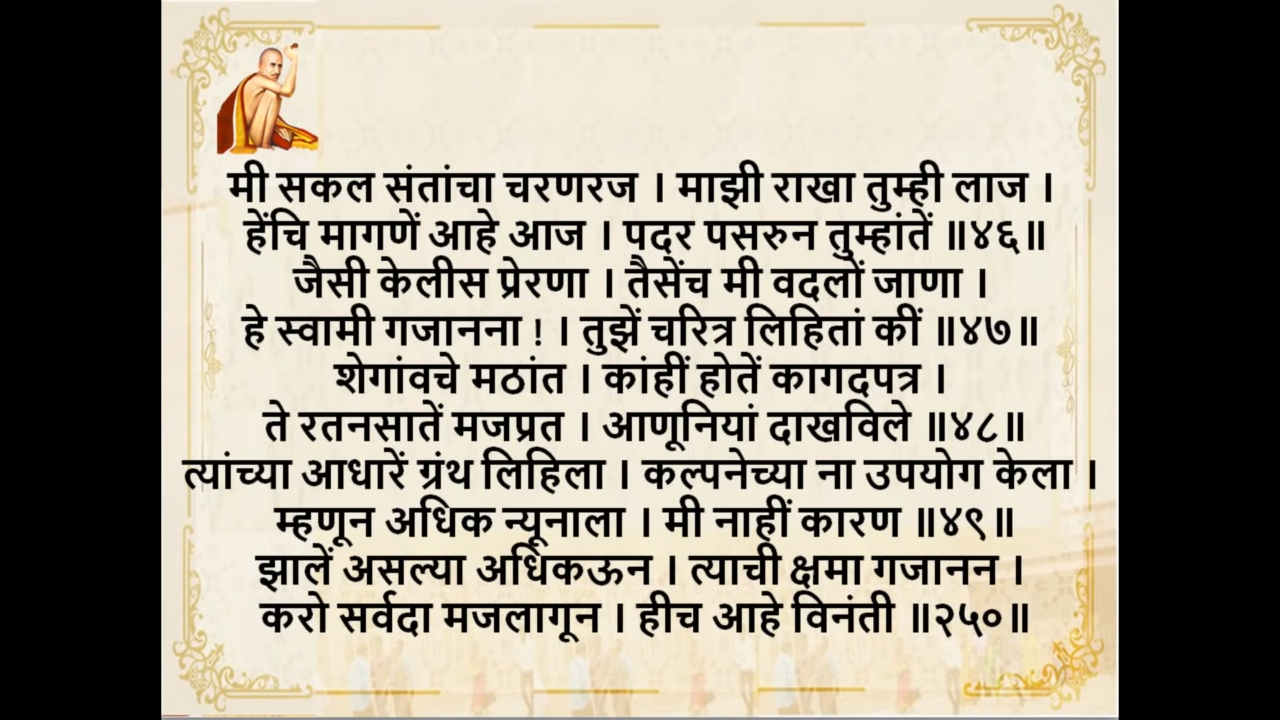 मी सकल संतांचा चरणरज । माझी राखा तुम्ही लाज ।
हेंचि मागणें आहे आज । पदर पसरुन तुम्हांतें ॥४६॥
जैसी केलीस प्रेरणा । तैसेंच मी वदलों जाणा ।
हे स्वामी गजानना ! । तुझें चरित्र लिहितां कीं ॥४७॥
शेगांवचे मठांत । कांहीं होतें कागदपत्र ।
ते रतनसातें मजप्रत । आणूनियां दाखविले ॥४८॥
त्यांच्या आधारें ग्रंथ लिहिला । कल्पनेच्या ना उपयोग केला ।
म्हणून अधिक न्यूनाला । मी नाहीं कारण ॥४९॥
झालें असल्या अधिकऊन । त्याची क्षमा गजानन ।
करो सर्वदा मजलागून । हीच आहे विनंती ॥२५०॥